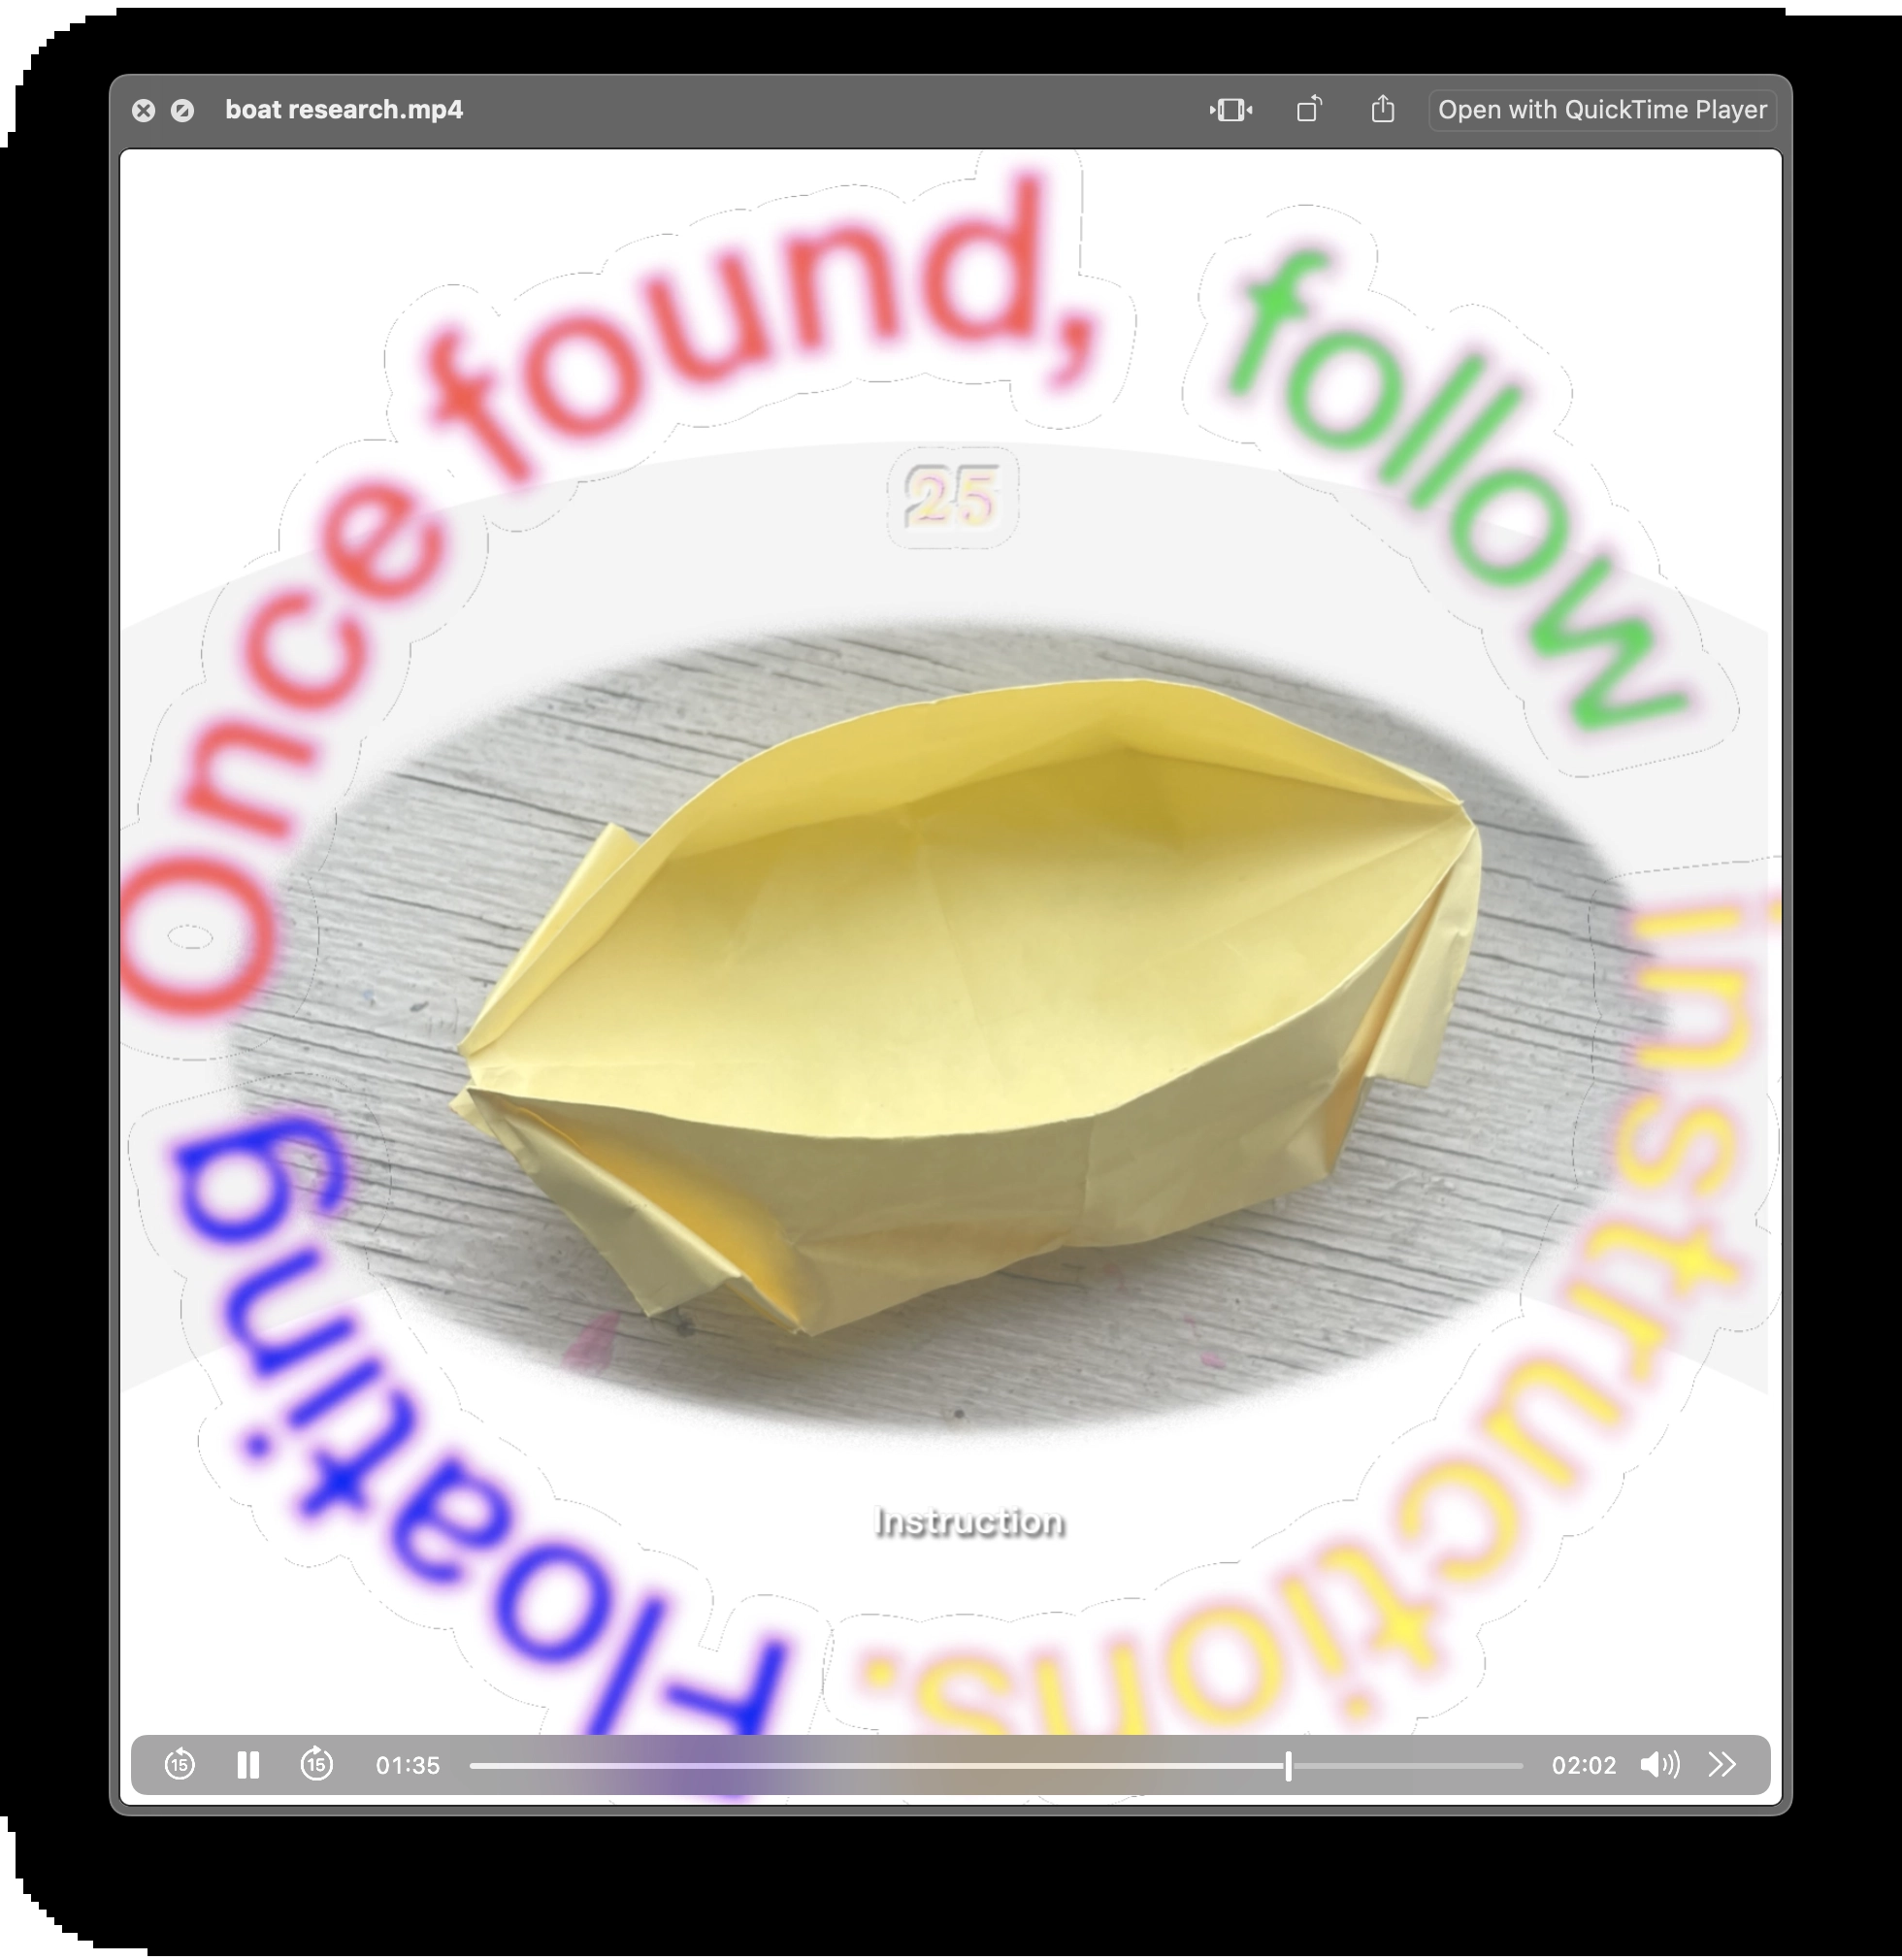 boat research.mp4
Open with QuickTime Player
Once found,
follow
instructions.
Floating
25
Instruction
15
15
01:35
02:02